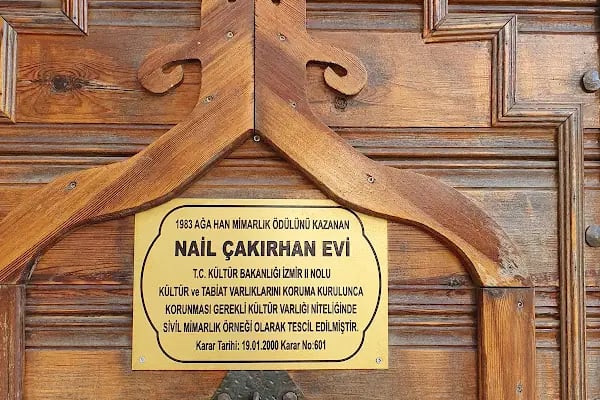 1983 AĞA HAN MİMARLIK ÖDÜLÜNÜ KAZANAN
NAİL ÇAKIRHAN EVİ
T.C. KÜLTÜR BAKANLIĞI İZMİR II NOLU
KÜLTÜR ve TABİAT VARLIKLARINI KORUMA KURULUNCA
KORUNMASI GEREKLİ KÜLTÜR VARLIĞI NİTELİĞİNDE
SİVİL MİMARLIK ÖRNEĞİ OLARAK TESCİL EDİLMİŞTİR.
Karar Tarihi: 19.01.2000 Karar No:601